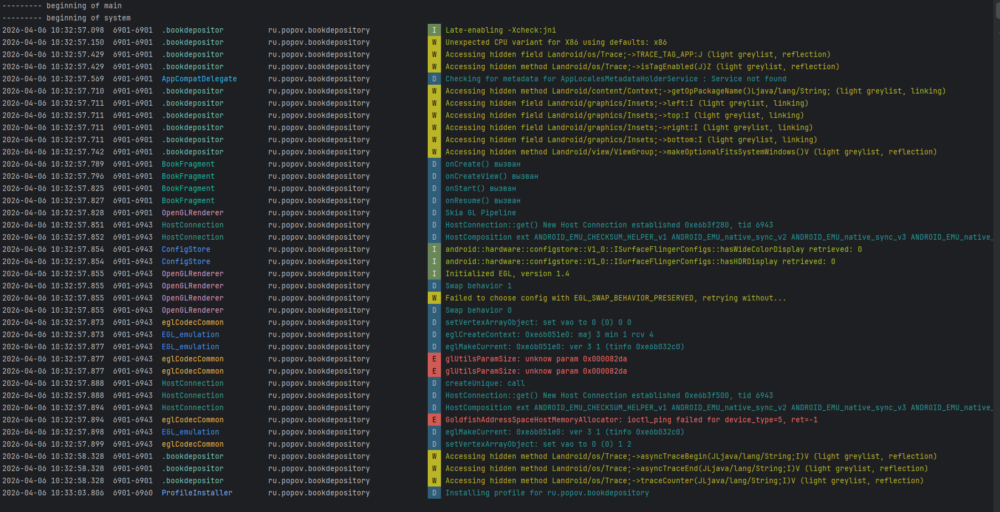 --------- beginning of main
--------- beginning of system
2026-04-06 10:32:57.098  6901-6901  .bookdepositor          ru.popov.bookdepository             I  Late-enabling -Xcheck:jni
2026-04-06 10:32:57.150  6901-6901  .bookdepositor          ru.popov.bookdepository             W  Unexpected CPU variant for X86 using defaults: x86
2026-04-06 10:32:57.429  6901-6901  .bookdepositor          ru.popov.bookdepository             W  Accessing hidden field Landroid/os/Trace;->TRACE_TAG_APP:J (light greylist, reflection)
2026-04-06 10:32:57.429  6901-6901  .bookdepositor          ru.popov.bookdepository             W  Accessing hidden method Landroid/os/Trace;->isTagEnabled(J)Z (light greylist, reflection)
2026-04-06 10:32:57.569  6901-6901  AppCompatDelegate       ru.popov.bookdepository             D  Checking for metadata for AppLocalesMetadataHolderService : Service not found
2026-04-06 10:32:57.710  6901-6901  .bookdepositor          ru.popov.bookdepository             W  Accessing hidden method Landroid/content/Context;->getOpPackageName()Ljava/lang/String; (light greylist, linking)
2026-04-06 10:32:57.711  6901-6901  .bookdepositor          ru.popov.bookdepository             W  Accessing hidden field Landroid/graphics/Insets;->left:I (light greylist, linking)
2026-04-06 10:32:57.711  6901-6901  .bookdepositor          ru.popov.bookdepository             W  Accessing hidden field Landroid/graphics/Insets;->top:I (light greylist, linking)
2026-04-06 10:32:57.711  6901-6901  .bookdepositor          ru.popov.bookdepository             W  Accessing hidden field Landroid/graphics/Insets;->right:I (light greylist, linking)
2026-04-06 10:32:57.711  6901-6901  .bookdepositor          ru.popov.bookdepository             W  Accessing hidden field Landroid/graphics/Insets;->bottom:I (light greylist, linking)
2026-04-06 10:32:57.742  6901-6901  .bookdepositor          ru.popov.bookdepository             W  Accessing hidden method Landroid/view/ViewGroup;->makeOptionalFitsSystemWindows()V (light greylist, reflection)
2026-04-06 10:32:57.789  6901-6901  BookFragment            ru.popov.bookdepository             D  onCreate() вызван
2026-04-06 10:32:57.796  6901-6901  BookFragment            ru.popov.bookdepository             D  onCreateView() вызван
2026-04-06 10:32:57.825  6901-6901  BookFragment            ru.popov.bookdepository             D  onStart() вызван
2026-04-06 10:32:57.827  6901-6901  BookFragment            ru.popov.bookdepository             D  onResume() вызван
2026-04-06 10:32:57.828  6901-6901  OpenGLRenderer          ru.popov.bookdepository             D  Skia GL Pipeline
2026-04-06 10:32:57.851  6901-6943  HostConnection          ru.popov.bookdepository             D  HostConnection::get() New Host Connection established 0xe6b3f280, tid 6943
2026-04-06 10:32:57.852  6901-6943  HostConnection          ru.popov.bookdepository             D  HostComposition ext ANDROID_EMU_CHECKSUM_HELPER_v1 ANDROID_EMU_native_sync_v2 ANDROID_EMU_native_sync_v3 ANDROID_EMU_native_
2026-04-06 10:32:57.854  6901-6943  ConfigStore             ru.popov.bookdepository             I  android::hardware::configstore::V1_0::ISurfaceFlingerConfigs::hasWideColorDisplay retrieved: 0
2026-04-06 10:32:57.854  6901-6943  ConfigStore             ru.popov.bookdepository             I  android::hardware::configstore::V1_0::ISurfaceFlingerConfigs::hasHDRDisplay retrieved: 0
2026-04-06 10:32:57.855  6901-6943  OpenGLRenderer          ru.popov.bookdepository             I  Initialized EGL, version 1.4
2026-04-06 10:32:57.855  6901-6943  OpenGLRenderer          ru.popov.bookdepository             D  Swap behavior 1
2026-04-06 10:32:57.855  6901-6943  OpenGLRenderer          ru.popov.bookdepository             W  Failed to choose config with EGL_SWAP_BEHAVIOR_PRESERVED, retrying without...
2026-04-06 10:32:57.855  6901-6943  OpenGLRenderer          ru.popov.bookdepository             D  Swap behavior 0
2026-04-06 10:32:57.873  6901-6943  eglCodecCommon          ru.popov.bookdepository             D  setVertexArrayObject: set vao to 0 (0) 0 0
2026-04-06 10:32:57.873  6901-6943  EGL_emulation           ru.popov.bookdepository             D  eglCreateContext: 0xe6b051e0: maj 3 min 1 rcv 4
2026-04-06 10:32:57.877  6901-6943  EGL_emulation           ru.popov.bookdepository             D  eglMakeCurrent: 0xe6b051e0: ver 3 1 (tinfo 0xe6b032c0)
2026-04-06 10:32:57.877  6901-6943  eglCodecCommon          ru.popov.bookdepository             E  glUtilsParamSize: unknow param 0x000082da
2026-04-06 10:32:57.877  6901-6943  eglCodecCommon          ru.popov.bookdepository             E  glUtilsParamSize: unknow param 0x000082da
2026-04-06 10:32:57.888  6901-6943  HostConnection          ru.popov.bookdepository             D  createUnique: call
2026-04-06 10:32:57.888  6901-6943  HostConnection          ru.popov.bookdepository             D  HostConnection::get() New Host Connection established 0xe6b3f500, tid 6943
2026-04-06 10:32:57.894  6901-6943  HostConnection          ru.popov.bookdepository             D  HostComposition ext ANDROID_EMU_CHECKSUM_HELPER_v1 ANDROID_EMU_native_sync_v2 ANDROID_EMU_native_sync_v3 ANDROID_EMU_native_
2026-04-06 10:32:57.894  6901-6943  eglCodecCommon          ru.popov.bookdepository             E  GoldfishAddressSpaceHostMemoryAllocator: ioctl_ping failed for device_type=5, ret=-1
2026-04-06 10:32:57.898  6901-6943  EGL_emulation           ru.popov.bookdepository             D  eglMakeCurrent: 0xe6b051e0: ver 3 1 (tinfo 0xe6b032c0)
2026-04-06 10:32:57.899  6901-6943  eglCodecCommon          ru.popov.bookdepository             D  setVertexArrayObject: set vao to 0 (0) 1 2
2026-04-06 10:32:58.328  6901-6901  .bookdepositor          ru.popov.bookdepository             W  Accessing hidden method Landroid/os/Trace;->asyncTraceBegin(JLjava/lang/String;I)V (light greylist, reflection)
2026-04-06 10:32:58.328  6901-6901  .bookdepositor          ru.popov.bookdepository             W  Accessing hidden method Landroid/os/Trace;->asyncTraceEnd(JLjava/lang/String;I)V (light greylist, reflection)
2026-04-06 10:32:58.328  6901-6901  .bookdepositor          ru.popov.bookdepository             W  Accessing hidden method Landroid/os/Trace;->traceCounter(JLjava/lang/String;I)V (light greylist, reflection)
2026-04-06 10:33:03.806  6901-6960  ProfileInstaller        ru.popov.bookdepository             D  Installing profile for ru.popov.bookdepository